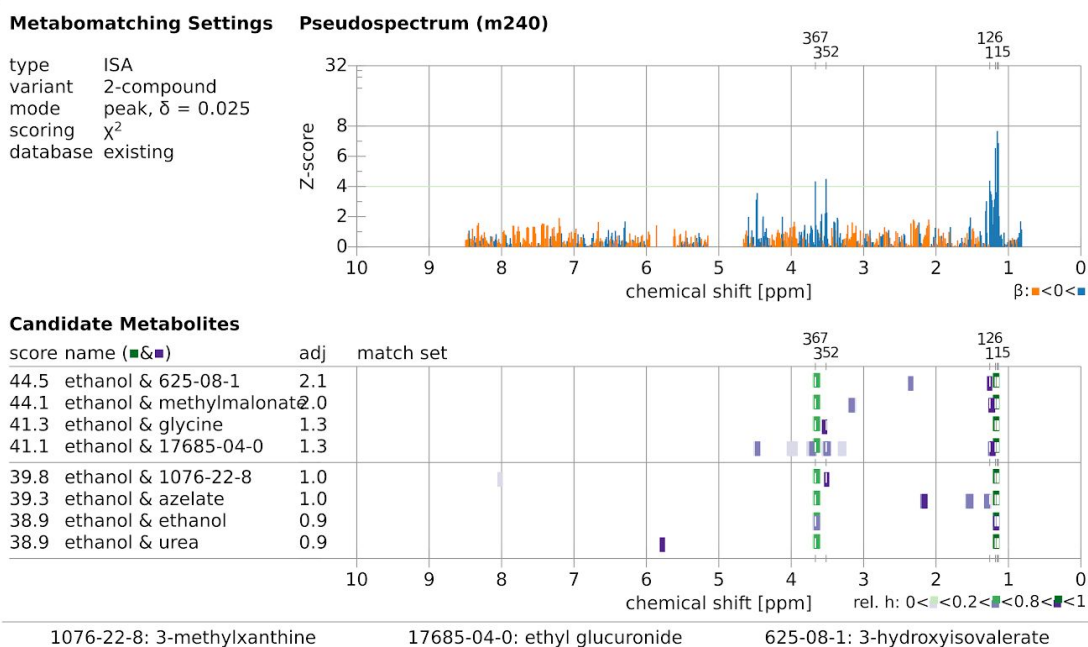 Metabomatching Settings
type ISA
variant 2-compound
mode peak, δ = 0.025
scoring χ²
database existing
Pseudospectrum (m240)
367 126
352 115
Z-score
32
8
6
4
2
0
10 9 8 7 6 5 4 3 2 1 0
chemical shift [ppm]
β: <0<
Candidate Metabolites
367 126
352 115
score name ( & ) adj match set
44.5 ethanol & 625-08-1 2.1
44.1 ethanol & methylmalonate 2.0
41.3 ethanol & glycine 1.3
41.1 ethanol & 17685-04-0 1.3
39.8 ethanol & 1076-22-8 1.0
39.3 ethanol & azelate 1.0
38.9 ethanol & ethanol 0.9
38.9 ethanol & urea 0.9
10 9 8 7 6 5 4 3 2 1 0
chemical shift [ppm]
rel. h: 0< <0.2< <0.8< <1
1076-22-8: 3-methylxanthine 17685-04-0: ethyl glucuronide 625-08-1: 3-hydroxyisovalerate